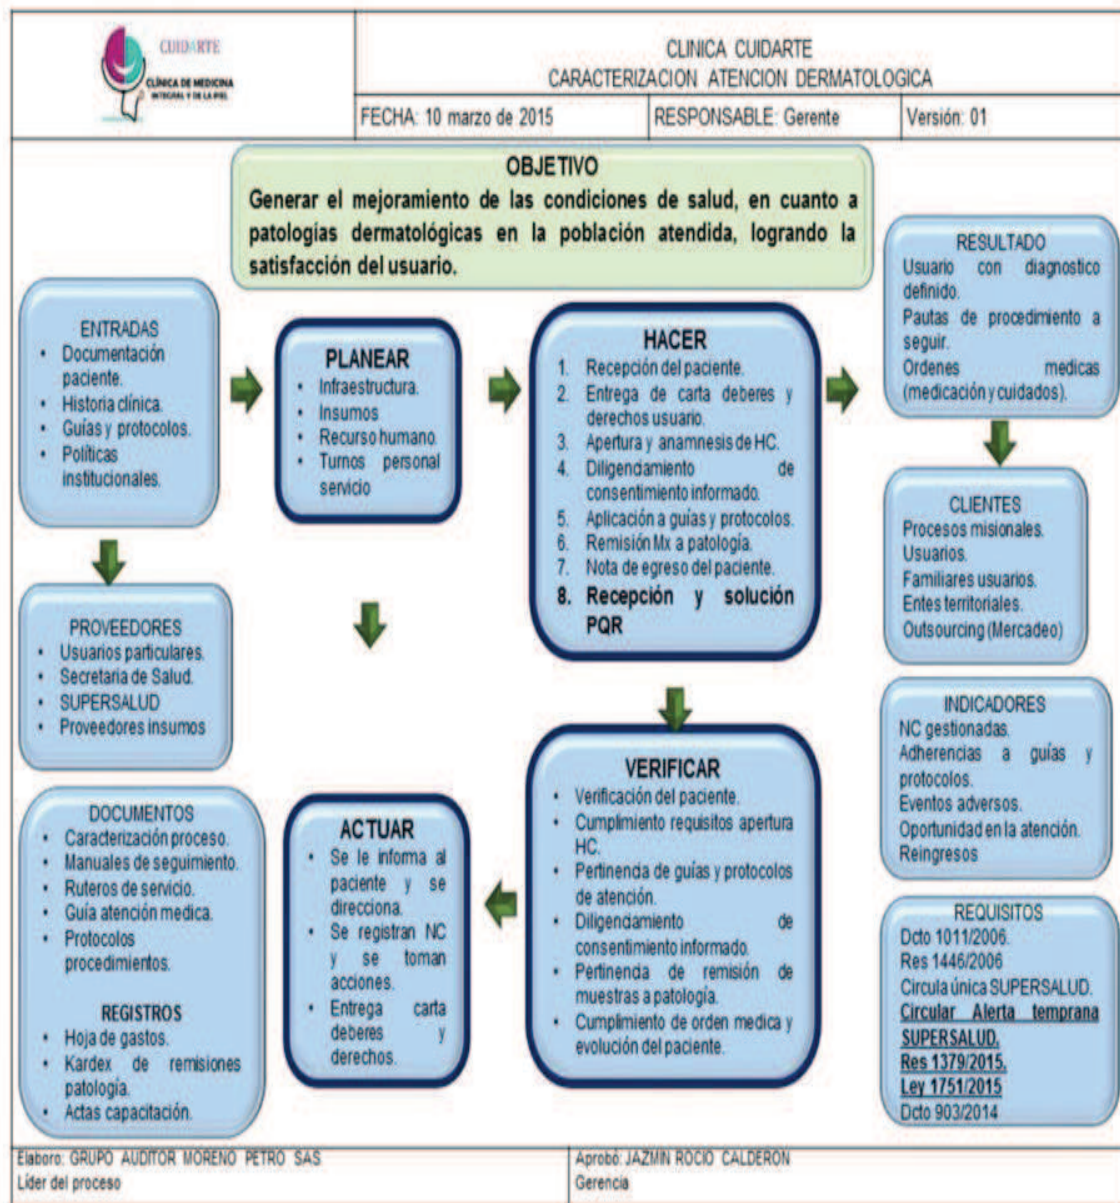 CUIDARTE
CLÍNICA DE MEDICINA
INTEGRAL Y DE LA PIEL
CLINICA CUIDARTE
CARACTERIZACION ATENCION DERMATOLOGICA
FECHA: 10 marzo de 2015
RESPONSABLE: Gerente
Versión: 01
OBJETIVO
Generar el mejoramiento de las condiciones de salud, en cuanto a
patologías dermatológicas en la población atendida, logrando la
satisfacción del usuario.
ENTRADAS
• Documentación
paciente.
• Historia clínica.
• Guías y protocolos.
• Políticas
institucionales.
PLANEAR
• Infraestructura.
• Insumos
• Recurso humano.
• Turnos personal
servicio
HACER
1. Recepción del paciente.
2. Entrega de carta deberes y
derechos usuario.
3. Apertura y anamnesis de HC.
4. Diligenciamiento de
consentimiento informado.
5. Aplicación a guías y protocolos.
6. Remisión Mx a patología.
7. Nota de egreso del paciente.
8. Recepción y solución
PQR
RESULTADO
Usuario con diagnostico
definido.
Pautas de procedimiento a
seguir.
Ordenes medicas
(medicación y cuidados).
CLIENTES
Procesos misionales.
Usuarios.
Familiares usuarios.
Entes territoriales.
Outsourcing (Mercadeo)
PROVEEDORES
• Usuarios particulares.
• Secretaria de Salud.
• SUPERSALUD
• Proveedores insumos
INDICADORES
NC gestionadas.
Adherencias a guías y
protocolos.
Eventos adversos.
Oportunidad en la atención.
Reingresos
VERIFICAR
• Verificación del paciente.
• Cumplimiento requisitos apertura
HC.
• Pertinencia de guías y protocolos
de atención.
• Diligenciamiento de
consentimiento informado.
• Pertinencia de remisión de
muestras a patología.
• Cumplimiento de orden medica y
evolución del paciente.
ACTUAR
• Se le informa al
paciente y se
direcciona.
• Se registran NC
y se toman
acciones.
• Entrega carta
deberes y
derechos.
DOCUMENTOS
• Caracterización proceso.
• Manuales de seguimiento.
• Ruteros de servicio.
• Guía atención medica.
• Protocolos
procedimientos.
REGISTROS
• Hoja de gastos.
• Kardex de remisiones
patología.
• Actas capacitación.
REQUISITOS
Dcto 1011/2006.
Res 1446/2006
Circula única SUPERSALUD.
Circular Alerta temprana
SUPERSALUD.
Res 1379/2015.
Ley 1751/2015
Dcto 903/2014
Elaboro: GRUPO AUDITOR MORENO PETRO SAS
Líder del proceso
Aprobó: JAZMIN ROCIO CALDERON
Gerencia